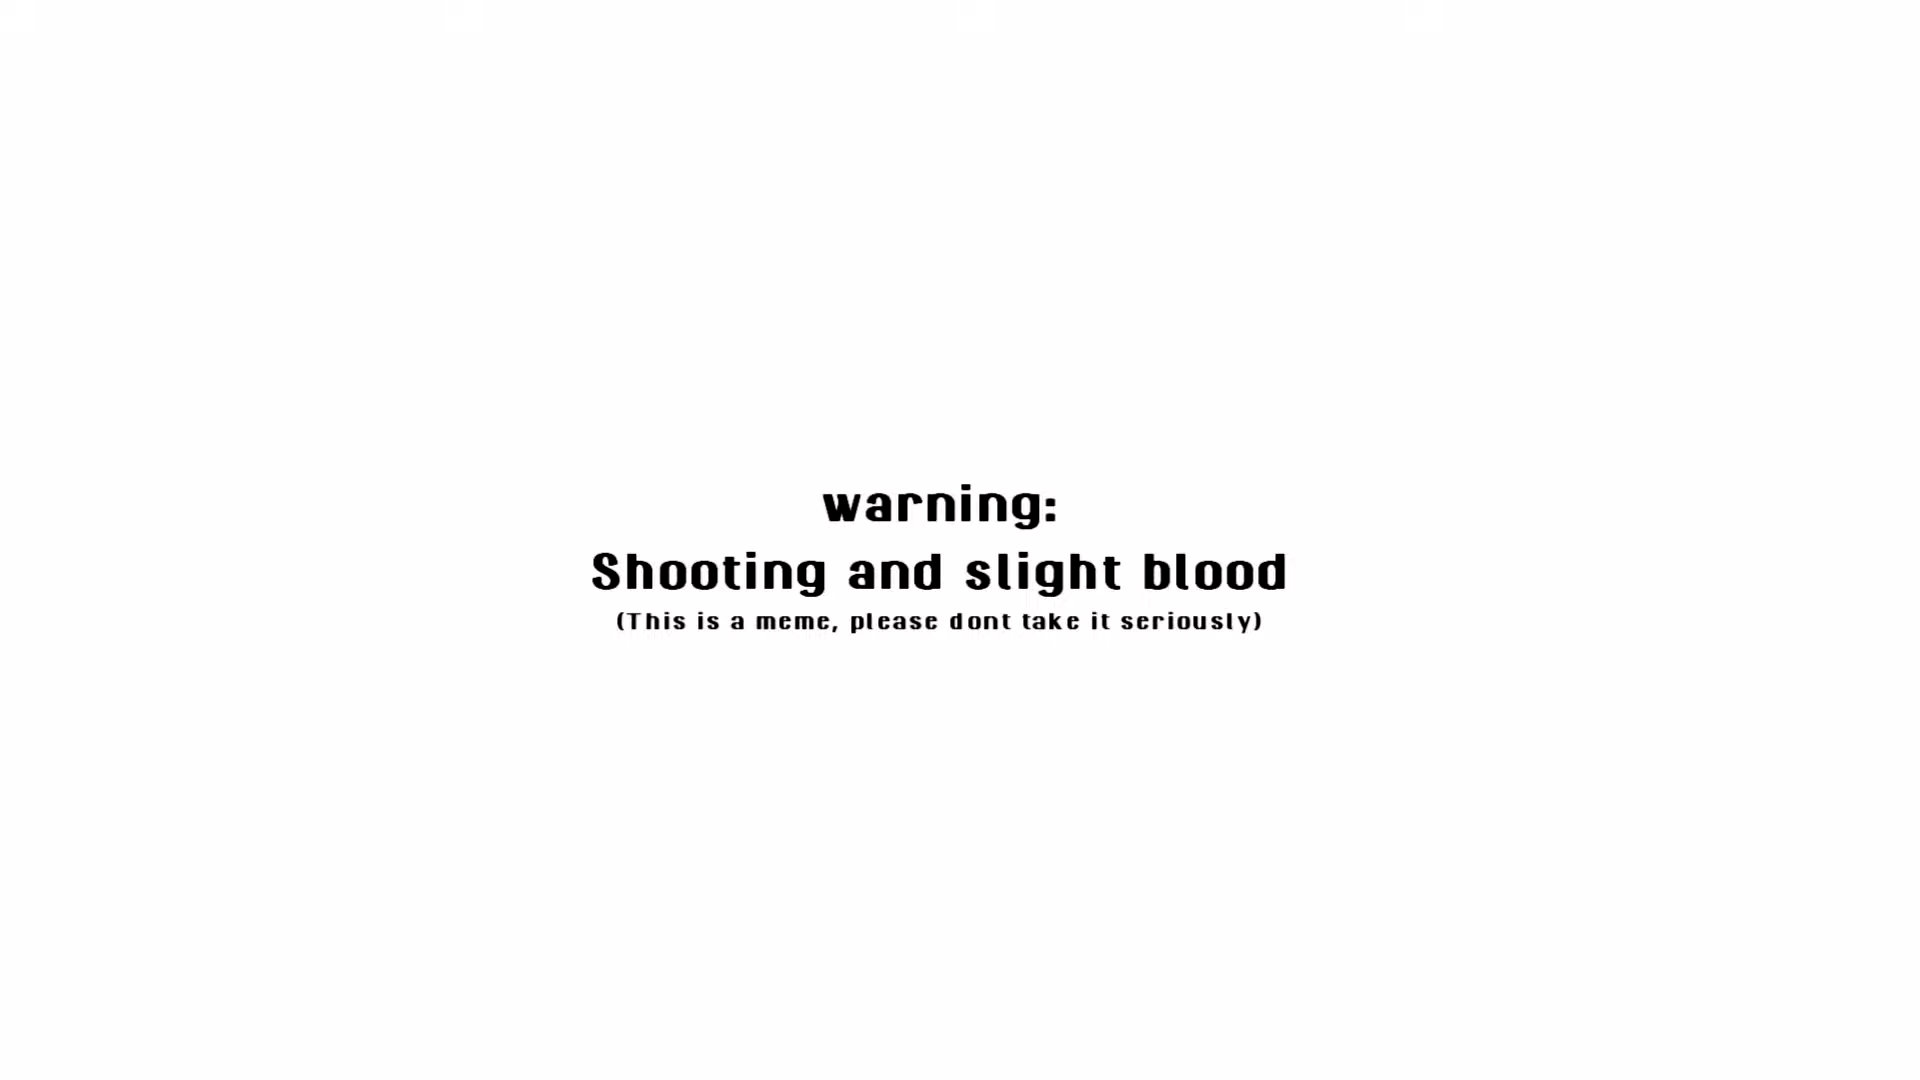 warning:
Shooting and slight blood
(This is a meme, please dont take it seriously)